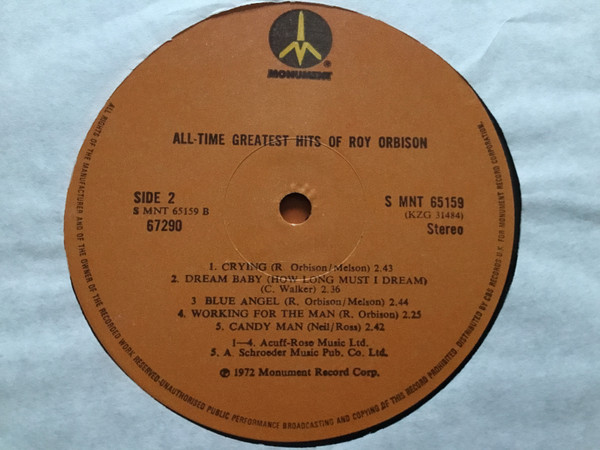 ®
MONUMENT
ALL-TIME GREATEST HITS OF ROY ORBISON
SIDE 2
S MNT 65159 B
67290
S MNT 65159
(KZG 31484)
Stereo
1. CRYING (R. Orbison/Melson) 2.43
2. DREAM BABY (HOW LONG MUST I DREAM)
(C. Walker) 2.36
3 BLUE ANGEL (R. Orbison/Melson) 2.44
4. WORKING FOR THE MAN (R. Orbison) 2.25
5. CANDY MAN (Neil/Ross) 2.42
1—4. Acuff-Rose Music Ltd.
5. A. Schroeder Music Pub. Co. Ltd.
℗ 1972 Monument Record Corp.
ALL RIGHTS OF THE MANUFACTURER AND OF THE OWNER OF THE RECORDED WORK RESERVED-UNAUTHORISED PUBLIC PERFORMANCE BROADCASTING AND COPYING OF THIS RECORD PROHIBITED. DISTRIBUTED BY CBS RECORDS U.K. FROM MONUMENT RECORD CORPORATION.